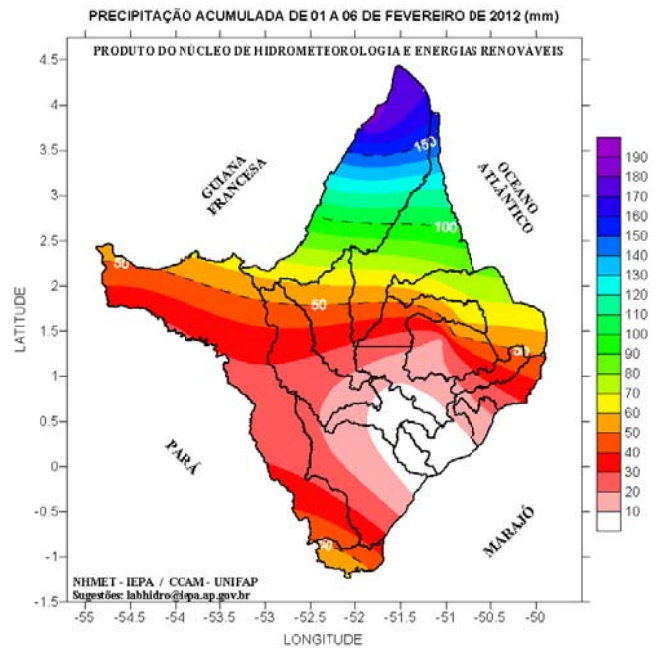 PRECIPITAÇÃO ACUMULADA DE 01 A 06 DE FEVEREIRO DE 2012 (mm)
PRODUTO DO NÚCLEO DE HIDROMETEOROLOGIA E ENERGIAS RENOVÁVEIS
4.5
4
3.5
3
2.5
2
1.5
1
0.5
0
-0.5
-1
-1.5
LATITUDE
GUIANA
FRANCESA
OCEANO
ATLÂNTICO
150
100
50
50
50
50
PARÁ
MARAJÓ
190
180
170
160
150
140
130
120
110
100
90
80
70
60
50
40
30
20
10
NHMET - IEPA / CCAM - UNIFAP
Sugestões: labhidro@iepa.ap.gov.br
-55 -54.5 -54 -53.5 -53 -52.5 -52 -51.5 -51 -50.5 -50
LONGITUDE